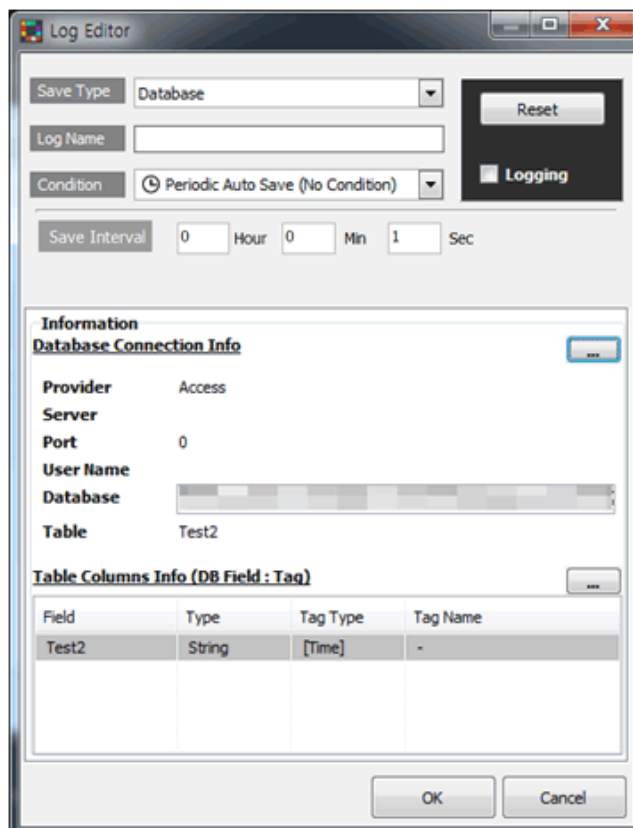 Log Editor
Save Type Database
Reset
Log Name
Logging
Condition Periodic Auto Save (No Condition)
Save Interval 0 Hour 0 Min 1 Sec
Information
Database Connection Info ...
Provider Access
Server
Port 0
User Name
Database
Table Test2
Table Columns Info (DB Field : Tag) ...
Field Type Tag Type Tag Name
Test2 String [Time] -
OK Cancel